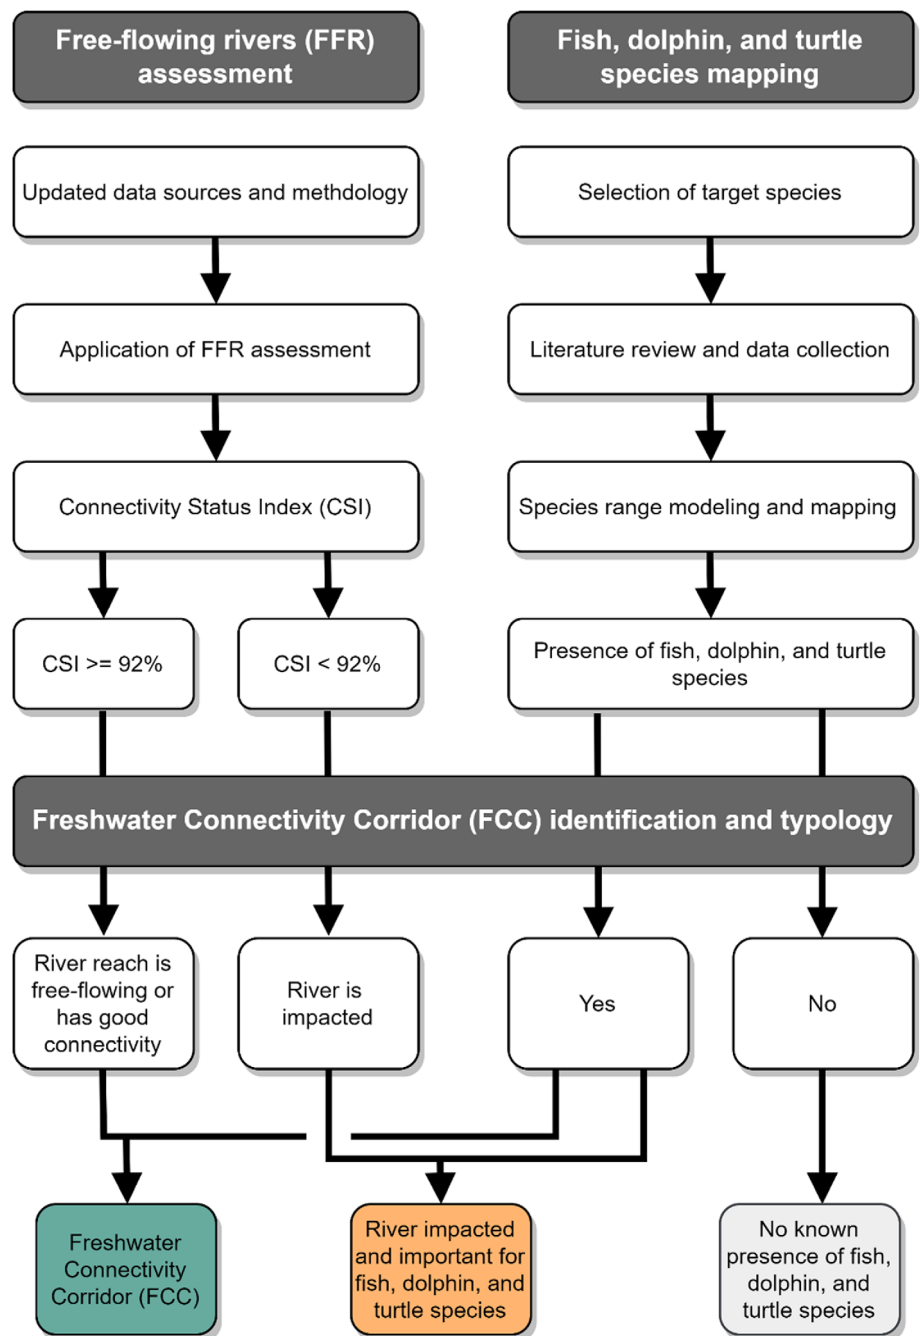 Free-flowing rivers (FFR)
assessment
Fish, dolphin, and turtle
species mapping
Updated data sources and methdology
Selection of target species
Application of FFR assessment
Literature review and data collection
Connectivity Status Index (CSI)
Species range modeling and mapping
CSI >= 92%
CSI < 92%
Presence of fish, dolphin, and turtle
species
Freshwater Connectivity Corridor (FCC) identification and typology
River reach is
free-flowing or
has good
connectivity
River is
impacted
Yes
No
Freshwater
Connectivity
Corridor (FCC)
River impacted
and important for
fish, dolphin, and
turtle species
No known
presence of fish,
dolphin, and
turtle species